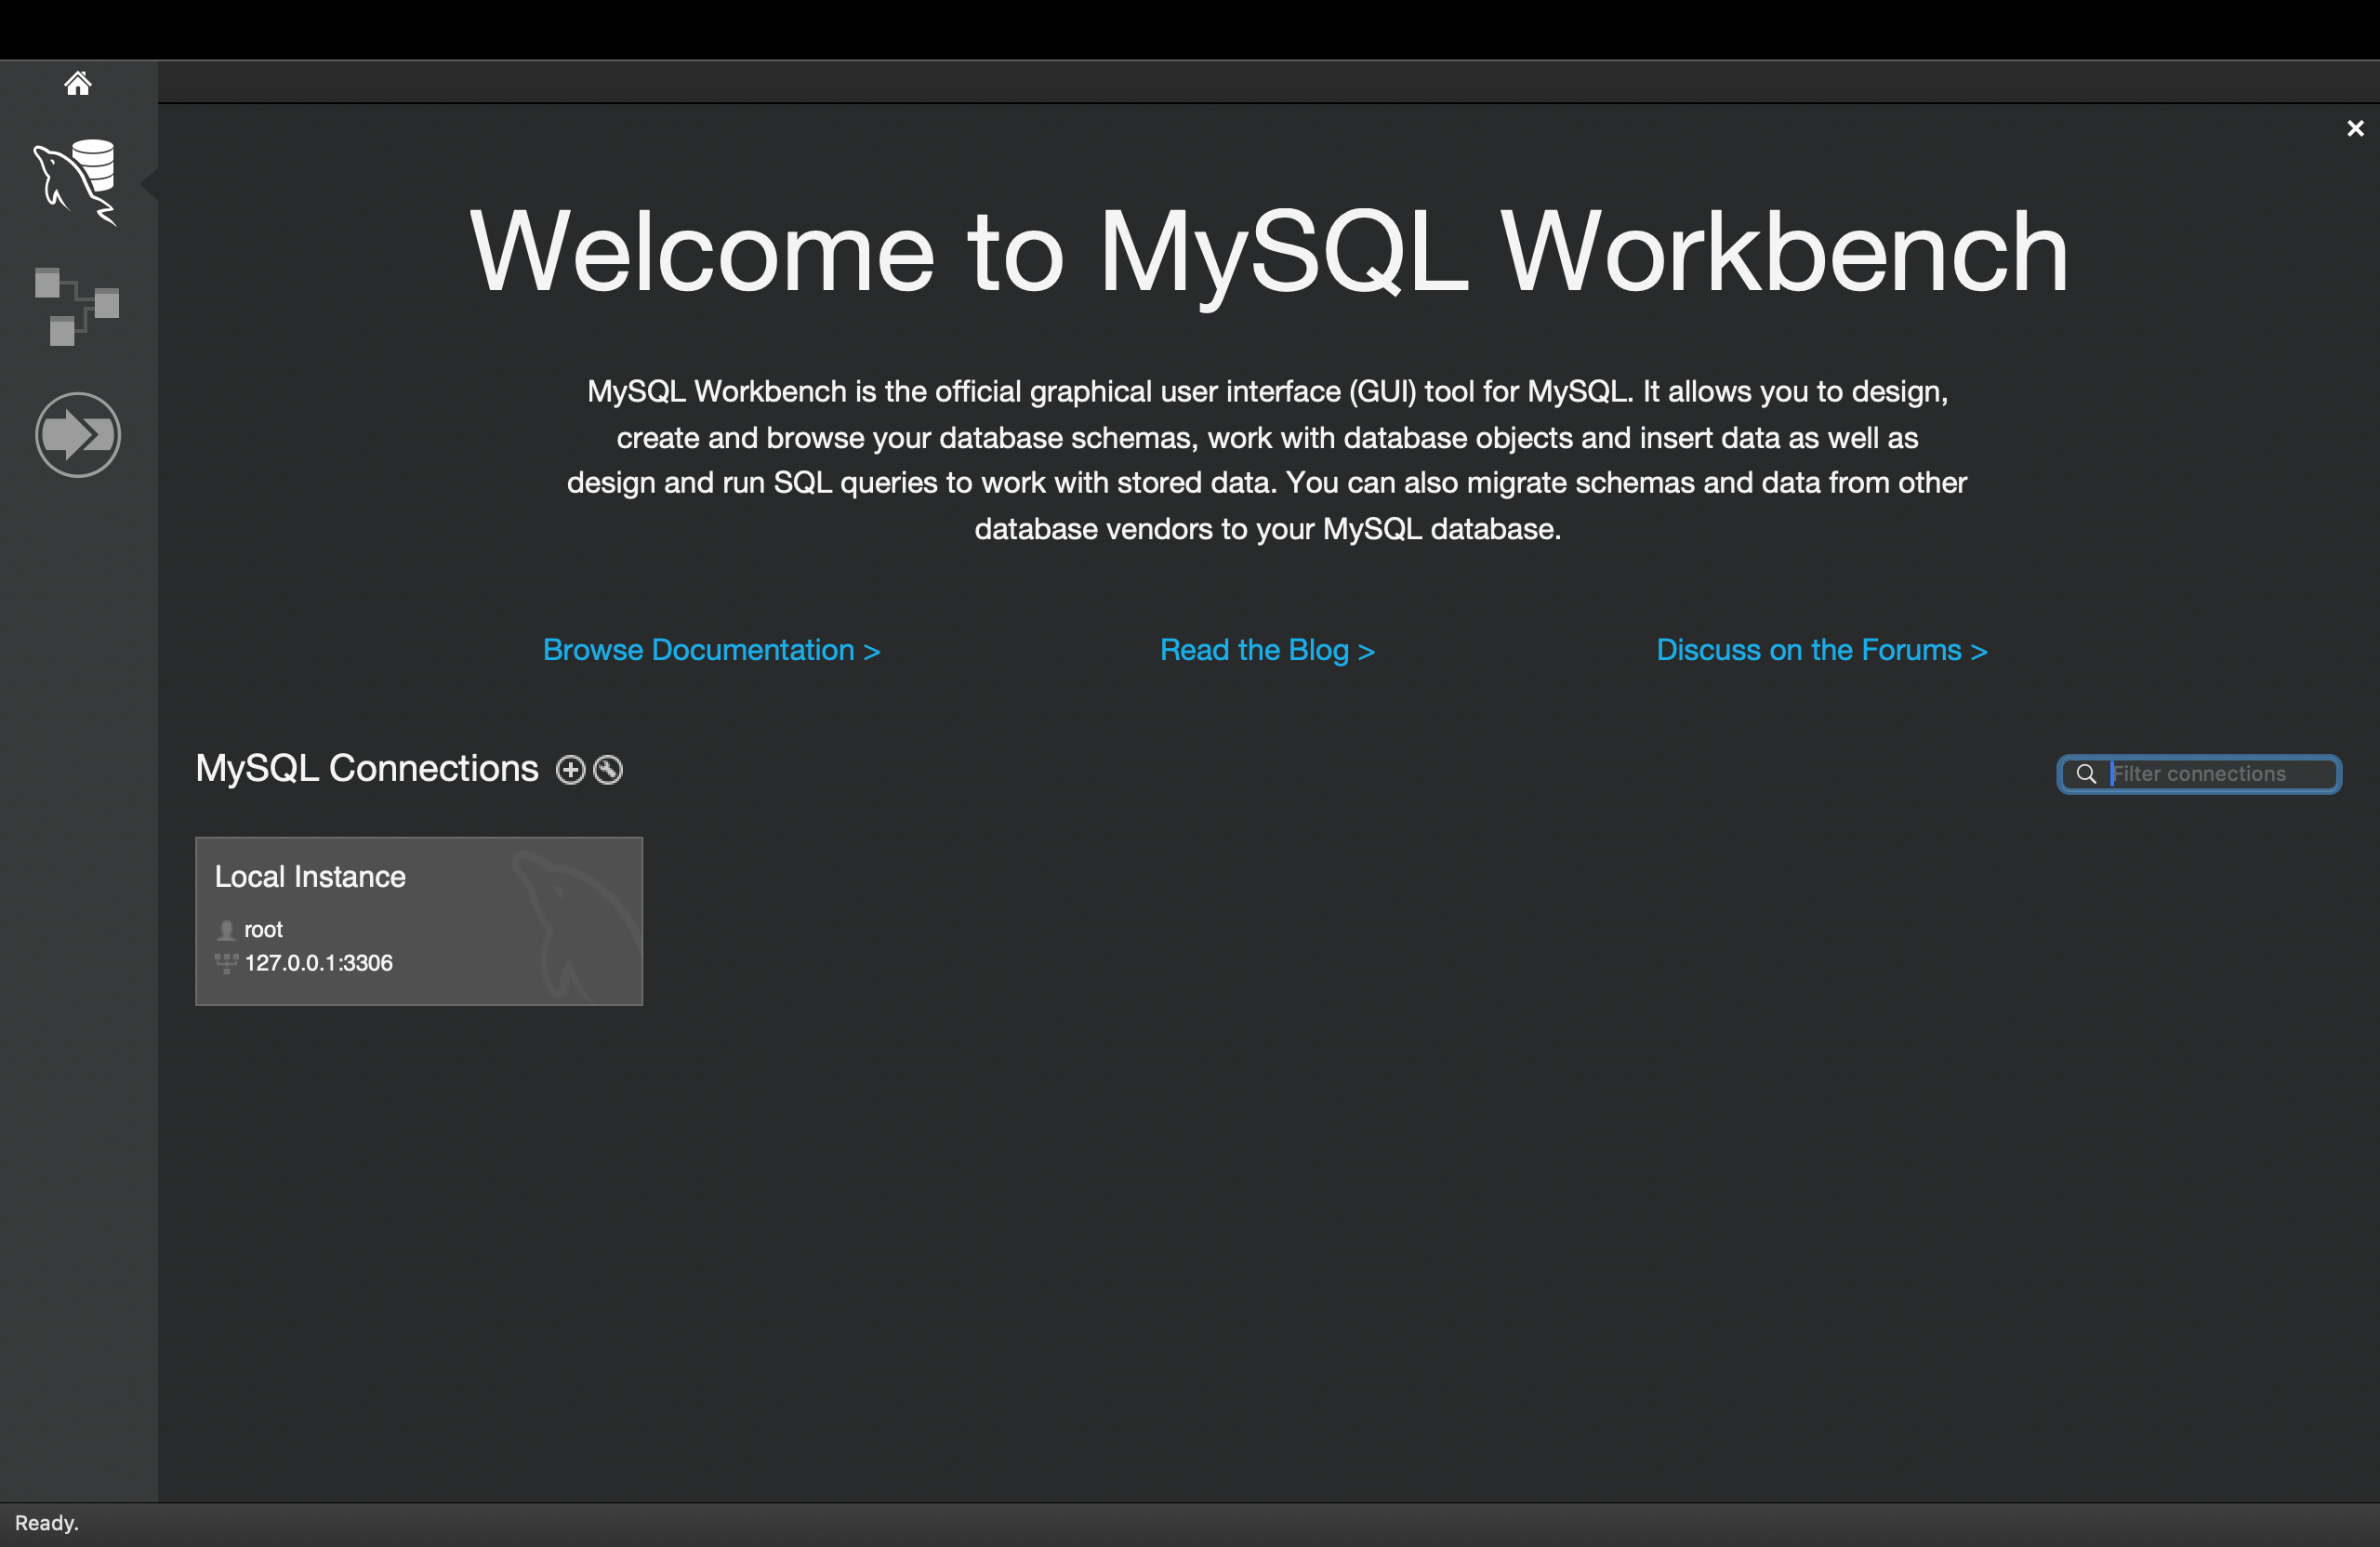 Welcome to MySQL Workbench
MySQL Workbench is the official graphical user interface (GUI) tool for MySQL. It allows you to design,
create and browse your database schemas, work with database objects and insert data as well as
design and run SQL queries to work with stored data. You can also migrate schemas and data from other
database vendors to your MySQL database.
Browse Documentation >
Read the Blog >
Discuss on the Forums >
MySQL Connections
Filter connections
Local Instance
root
127.0.0.1:3306
Ready.